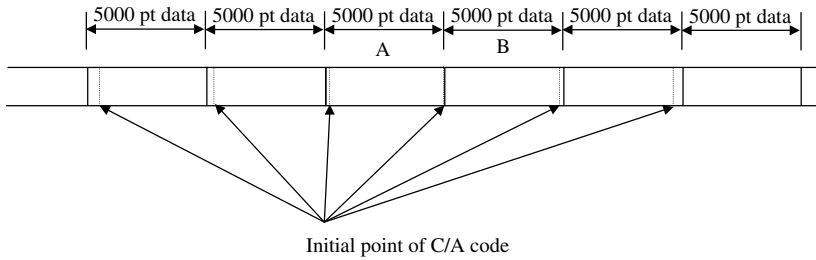 5000 pt data 5000 pt data 5000 pt data 5000 pt data 5000 pt data 5000 pt data
A B
Initial point of C/A code